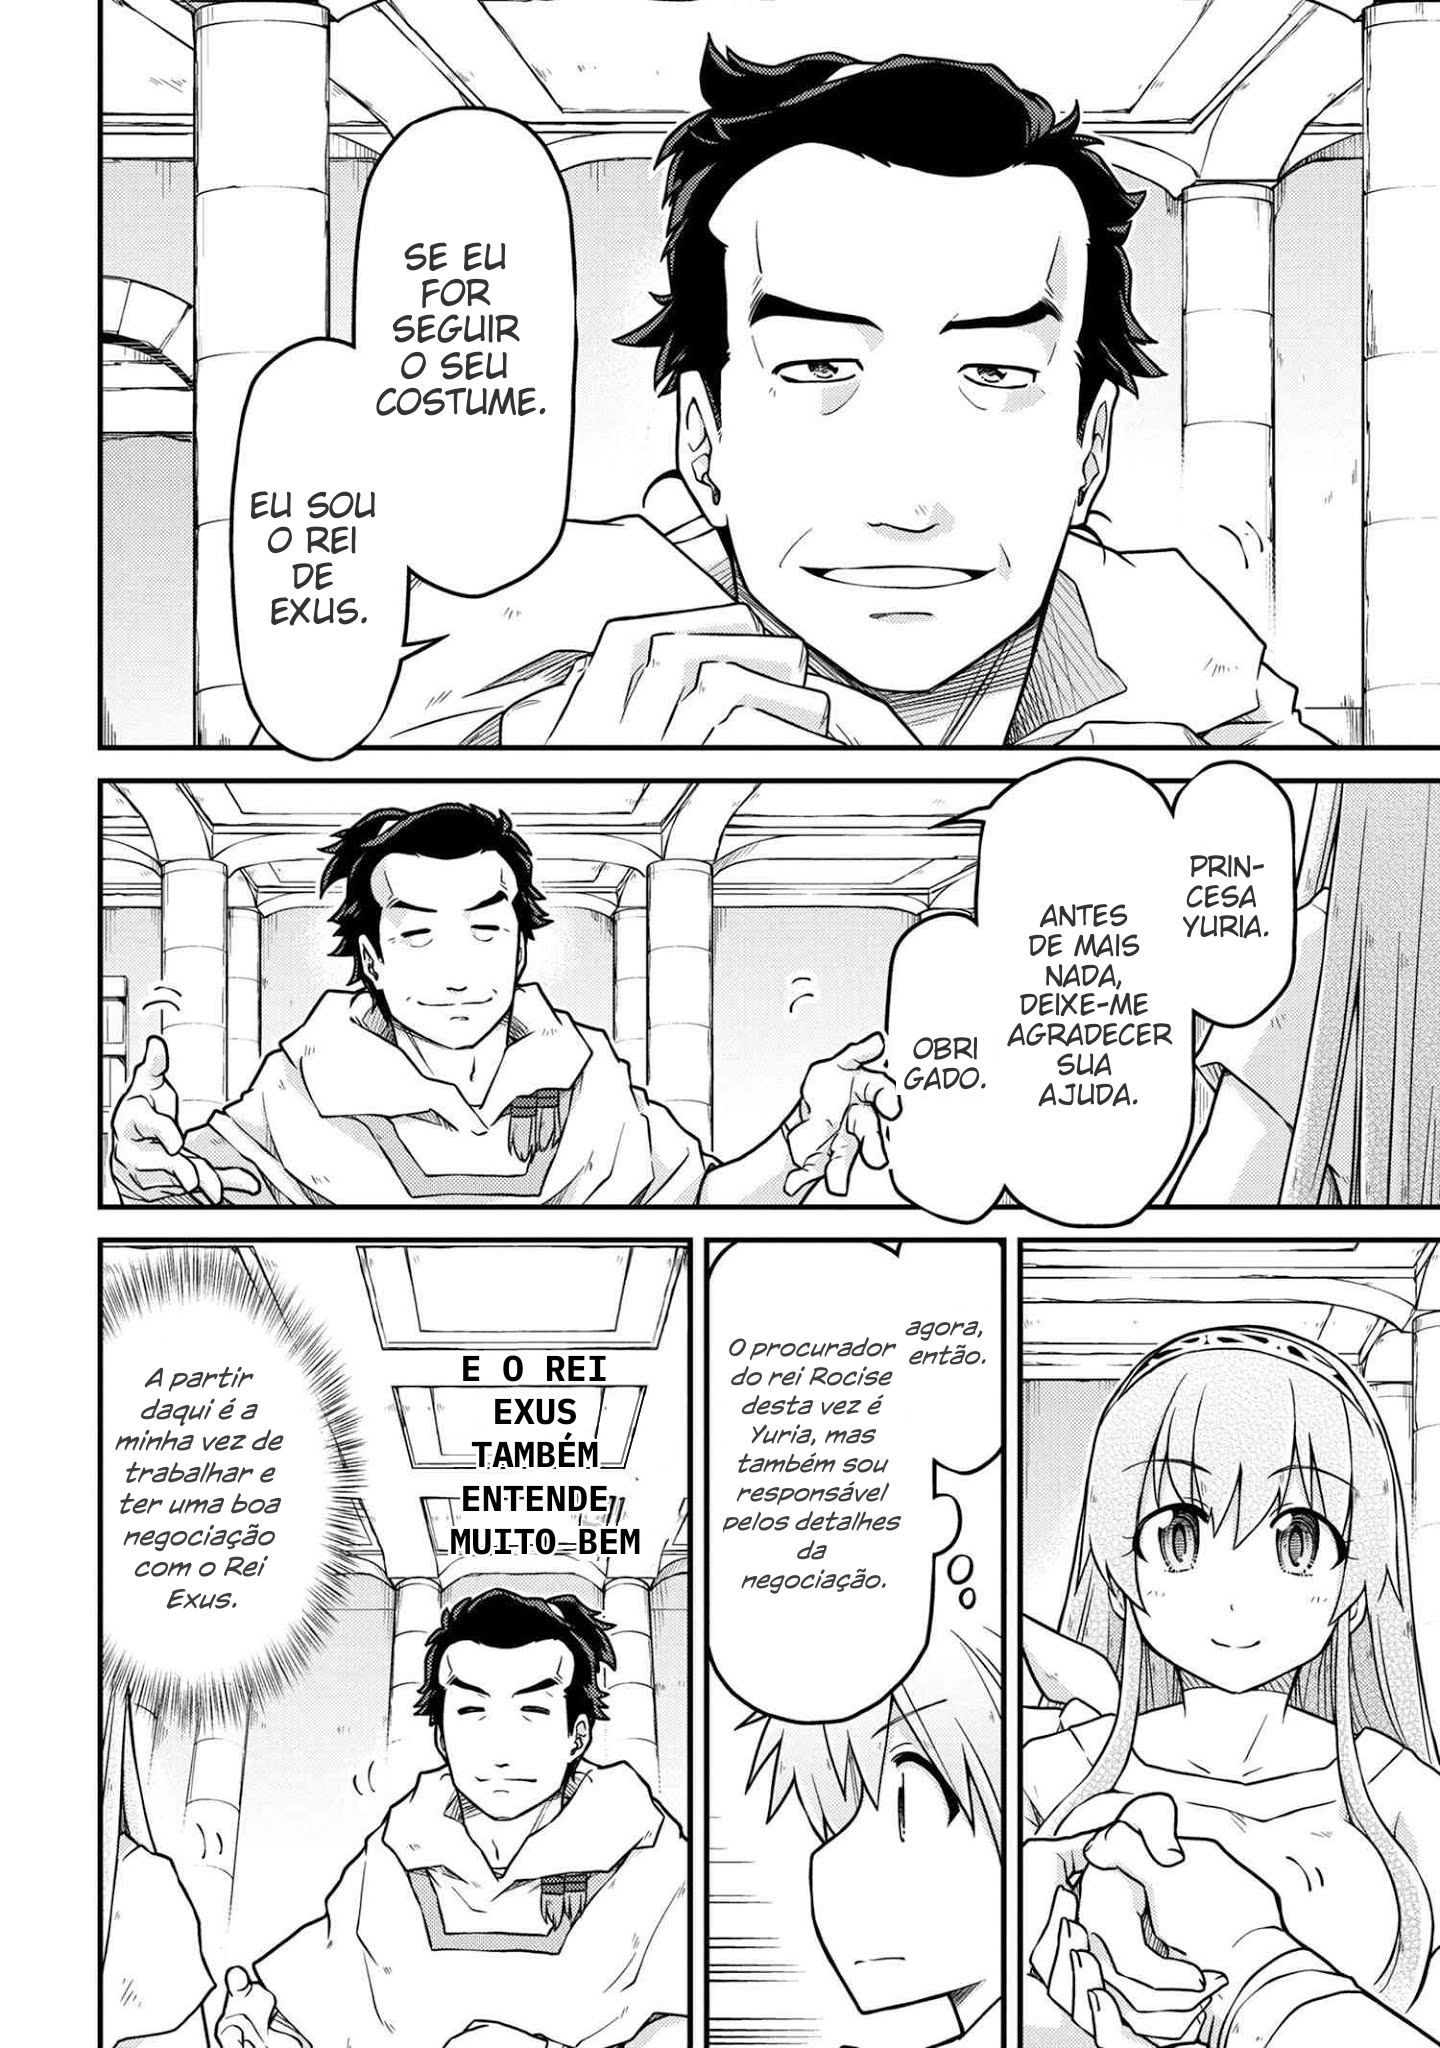 SE EU
FOR
SEGUIR
O SEU
COSTUME.
EU SOU
O REI
DE
EXUS.
PRIN-
CESA
YURIA.
ANTES
DE MAIS
NADA,
DEIXE-ME
AGRADECER
SUA
AJUDA.
OBRI
GADO.
agora,
então.
O procurador
do rei Rocise
desta vez é
Yuria, mas
também sou
responsável
pelos detalhes
da
negociação.
E O REI
EXUS
TAMBÉM
ENTENDE
MUITO BEM
A partir
daqui é a
minha vez de
trabalhar e
ter uma boa
negociação
com o Rei
Exus.